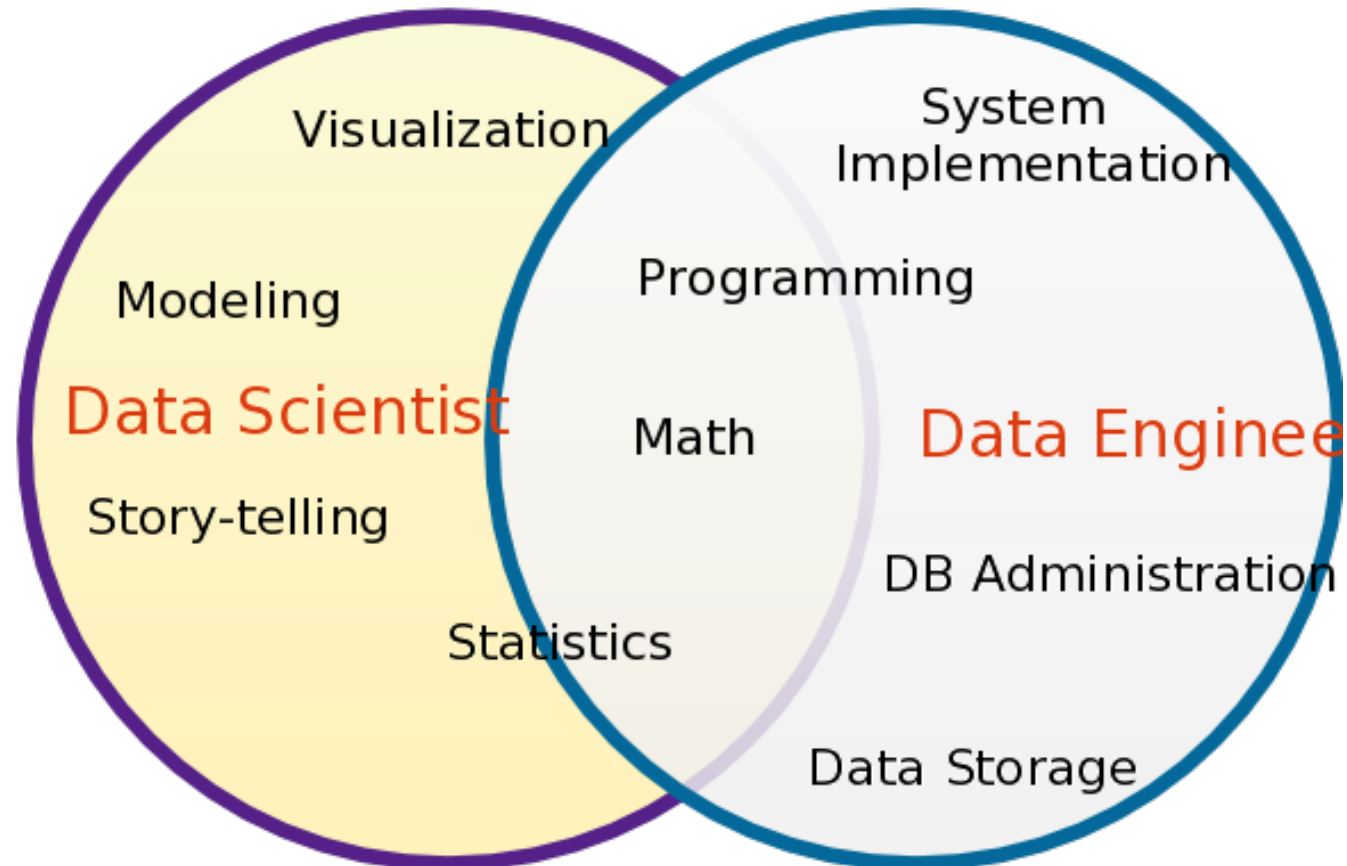 Visualization
System
Implementation
Programming
Modeling
Data Scientist
Math
Data Enginee
Story-telling
DB Administration
Statistics
Data Storage